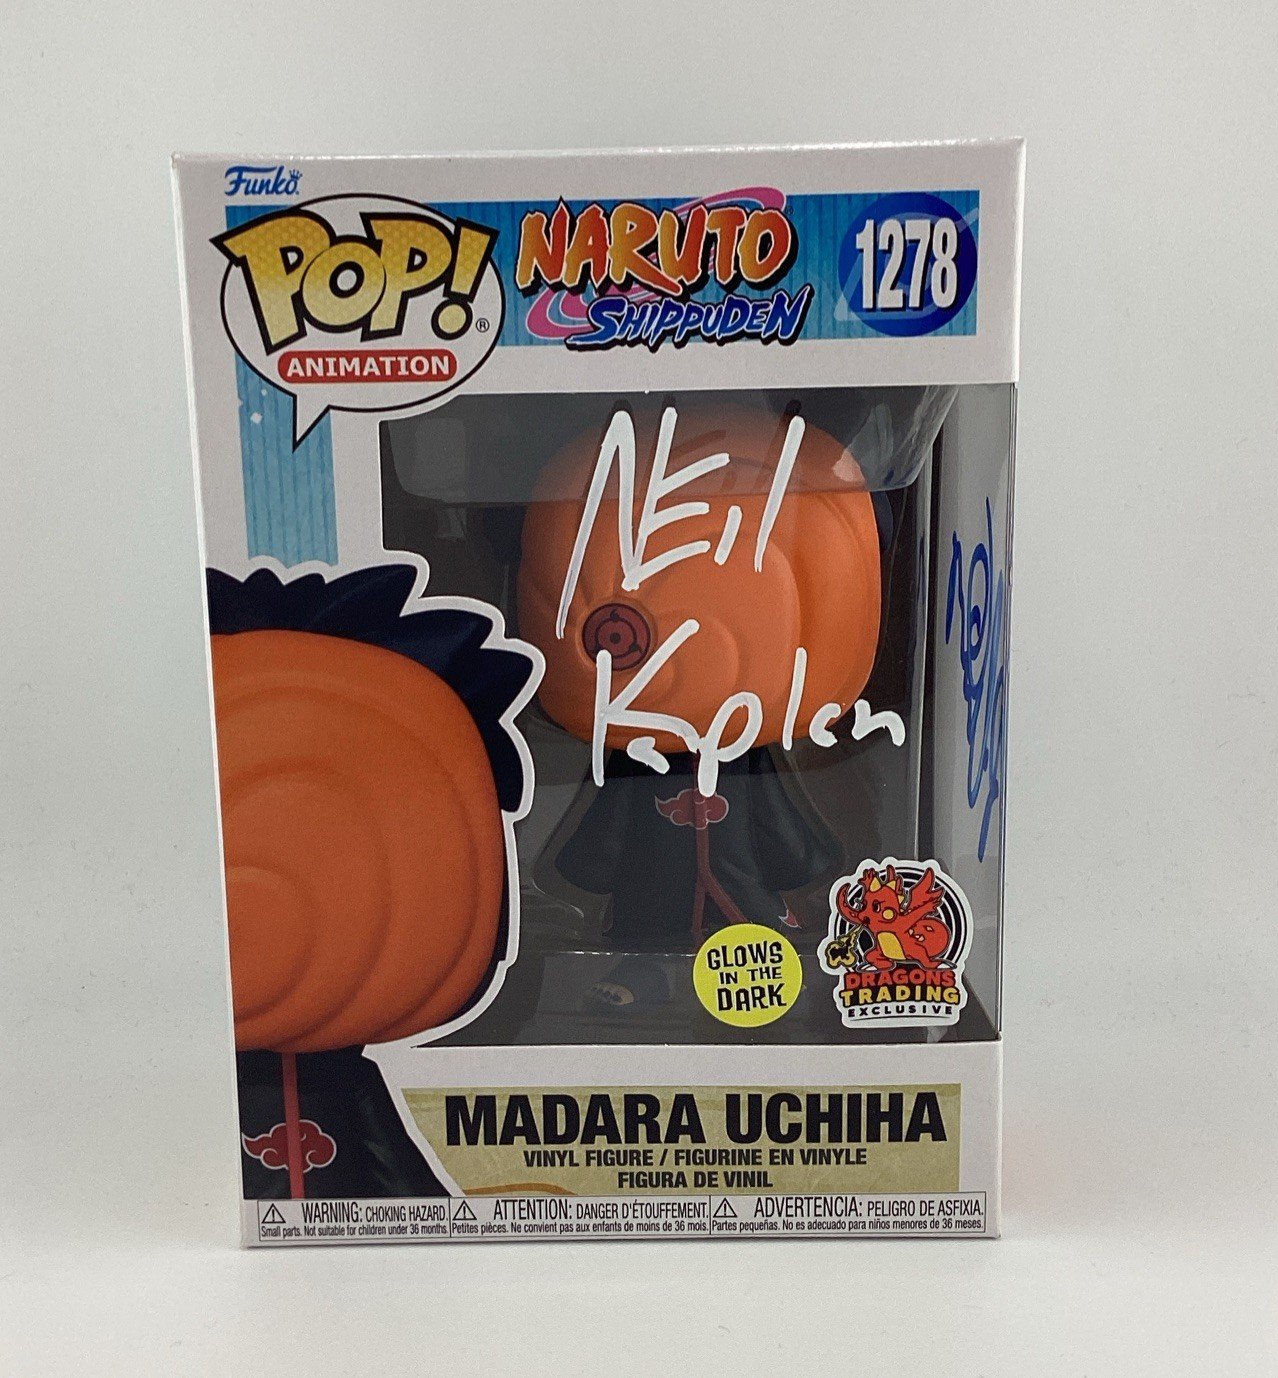 Funko
POP!®
ANIMATION
NARUTO
SHIPPUDEN
1278
NEil
Kaplan
GLOWS
IN THE
DARK
DRAGONS
TRADING
EXCLUSIVE
MADARA UCHIHA
VINYL FIGURE / FIGURINE EN VINYLE
FIGURA DE VINIL
WARNING: CHOKING HAZARD.
Small parts. Not suitable for children under 36 months.
ATTENTION: DANGER D'ÉTOUFFEMENT.
Petites pièces. Ne convient pas aux enfants de moins de 36 mois.
ADVERTENCIA: PELIGRO DE ASFIXIA.
Partes pequeñas. No es adecuado para niños menores de 36 meses.